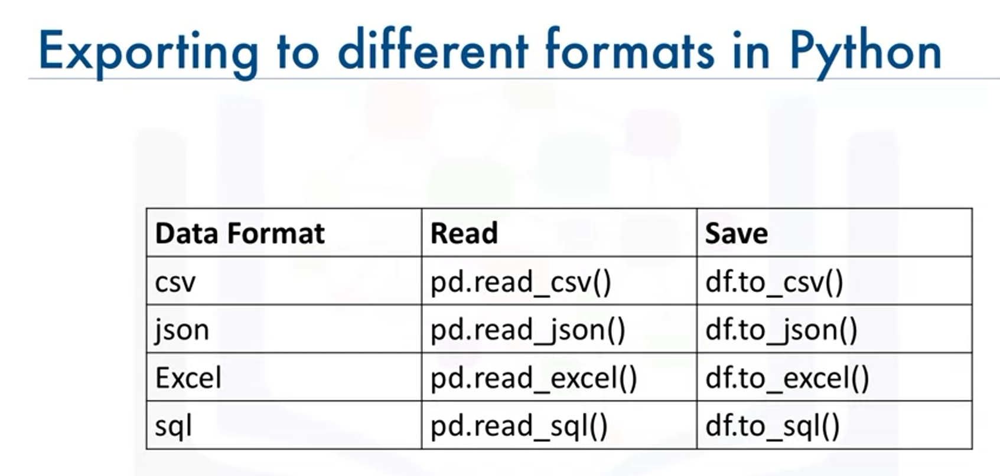 Exporting to different formats in Python
Data Format Read Save
csv pd.read_csv() df.to_csv()
json pd.read_json() df.to_json()
Excel pd.read_excel() df.to_excel()
sql pd.read_sql() df.to_sql()